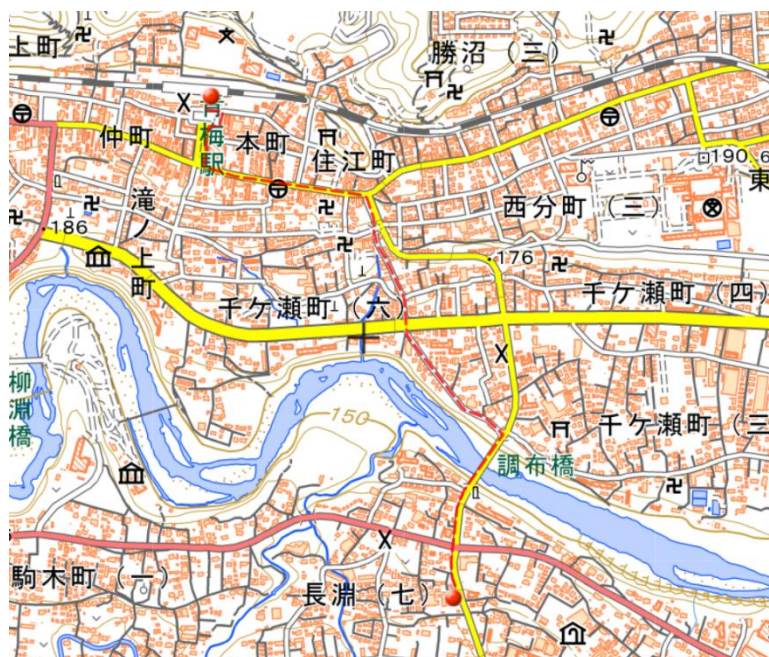 上町
勝沼(三)
青梅駅
仲町
本町
住江町
190.6
東
西分町(三)
滝ノ上町
186
176
千ケ瀬町(六)
千ケ瀬町(四)
柳淵橋
150
千ケ瀬町(三
調布橋
駒木町(一)
長淵(七)